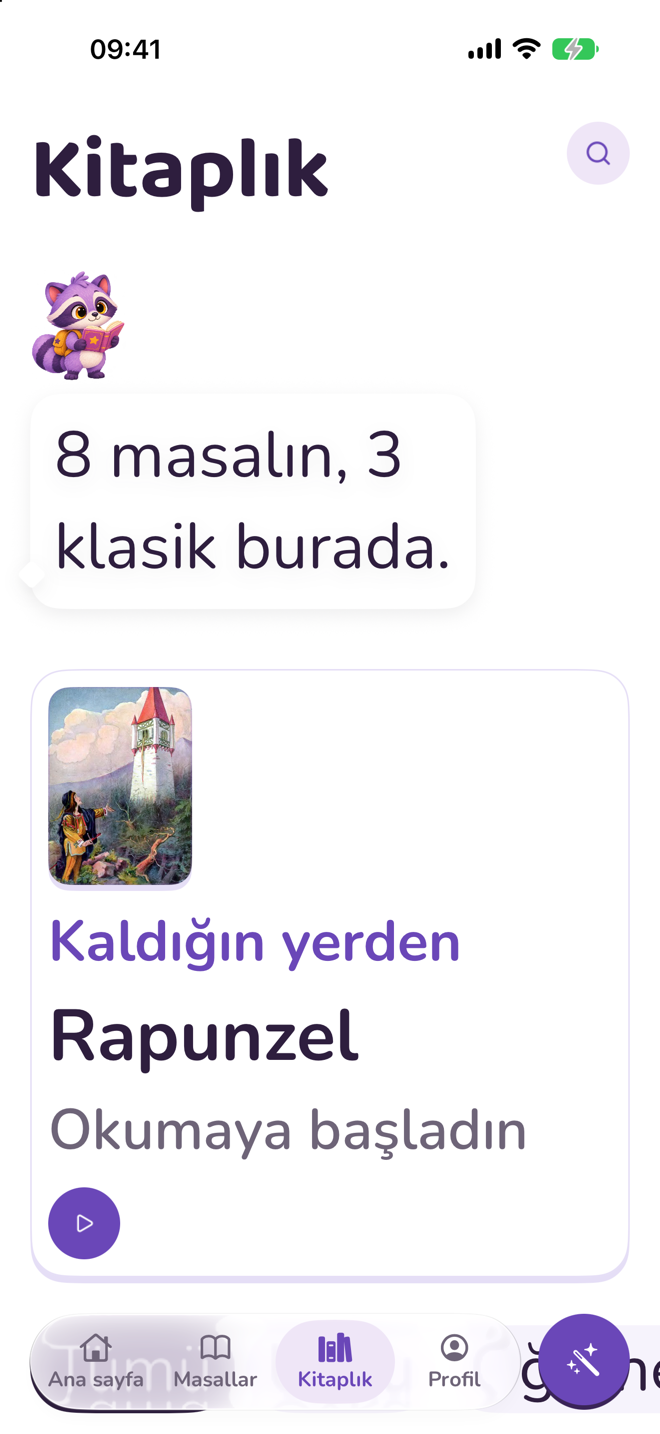 09:41
Kitaplık
8 masalın, 3
klasik burada.
Kaldığın yerden
Rapunzel
Okumaya başladın
Ana sayfa
Masallar
Kitaplık
Profil